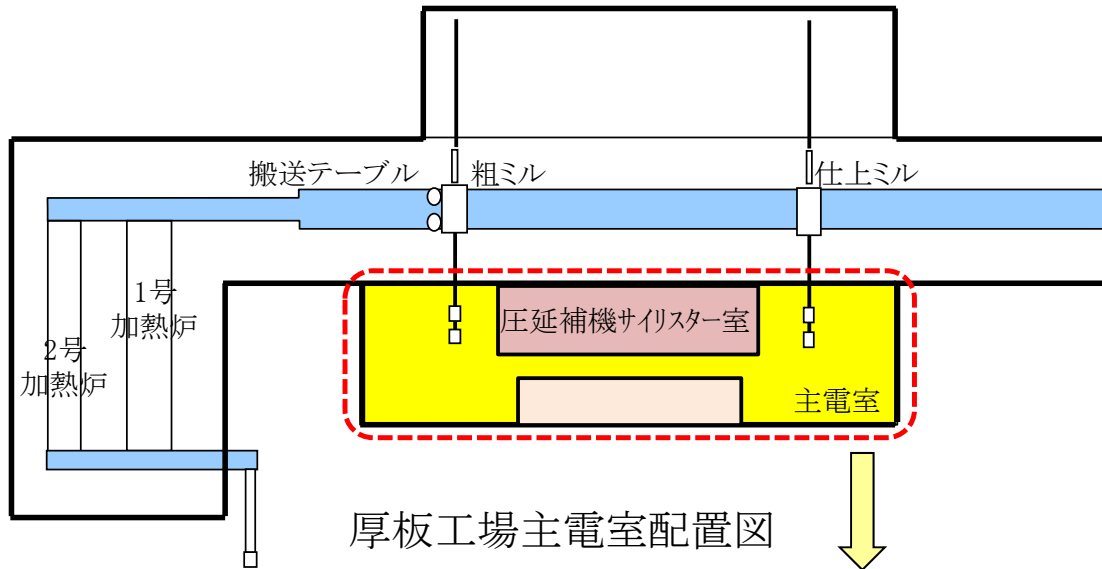 搬送テーブル
粗ミル
仕上ミル
1号
加熱炉
2号
加熱炉
圧延補機サイリスター室
主電室
厚板工場主電室配置図